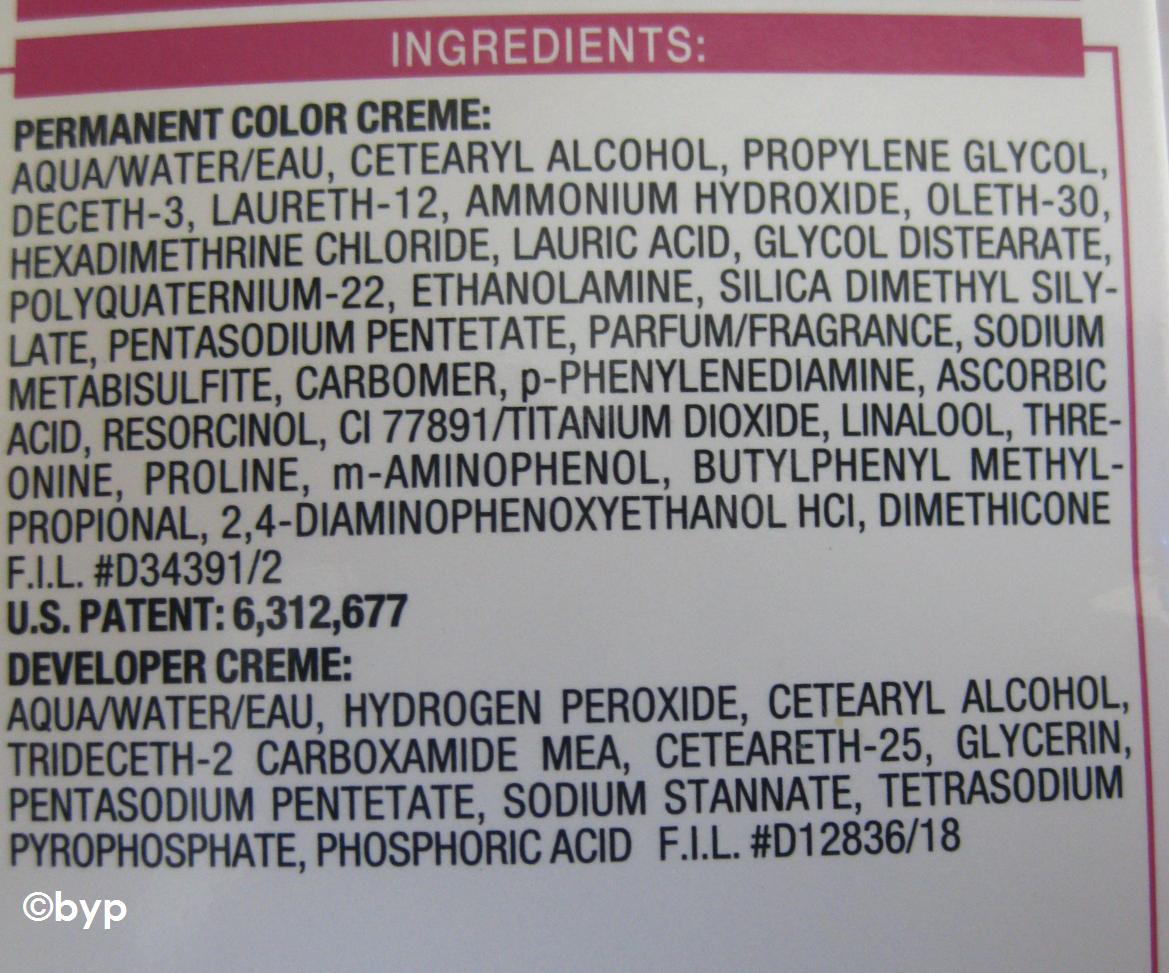 INGREDIENTS:
PERMANENT COLOR CREME:
AQUA/WATER/EAU, CETEARYL ALCOHOL, PROPYLENE GLYCOL,
DECETH-3, LAURETH-12, AMMONIUM HYDROXIDE, OLETH-30,
HEXADIMETHRINE CHLORIDE, LAURIC ACID, GLYCOL DISTEARATE,
POLYQUATERNIUM-22, ETHANOLAMINE, SILICA DIMETHYL SILY-
LATE, PENTASODIUM PENTETATE, PARFUM/FRAGRANCE, SODIUM
METABISULFITE, CARBOMER, p-PHENYLENEDIAMINE, ASCORBIC
ACID, RESORCINOL, CI 77891/TITANIUM DIOXIDE, LINALOOL, THRE-
ONINE, PROLINE, m-AMINOPHENOL, BUTYLPHENYL METHYL-
PROPIONAL, 2,4-DIAMINOPHENOXYETHANOL HCI, DIMETHICONE
F.I.L. #D34391/2
U.S. PATENT: 6,312,677
DEVELOPER CREME:
AQUA/WATER/EAU, HYDROGEN PEROXIDE, CETEARYL ALCOHOL,
TRIDECETH-2 CARBOXAMIDE MEA, CETEARETH-25, GLYCERIN,
PENTASODIUM PENTETATE, SODIUM STANNATE, TETRASODIUM
PYROPHOSPHATE, PHOSPHORIC ACID F.I.L. #D12836/18
©byp